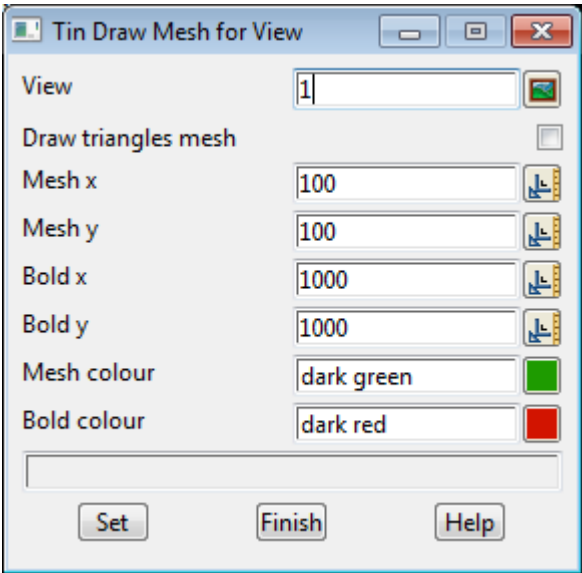 Tin Draw Mesh for View
View 1
Draw triangles mesh
Mesh x 100
Mesh y 100
Bold x 1000
Bold y 1000
Mesh colour dark green
Bold colour dark red
Set Finish Help